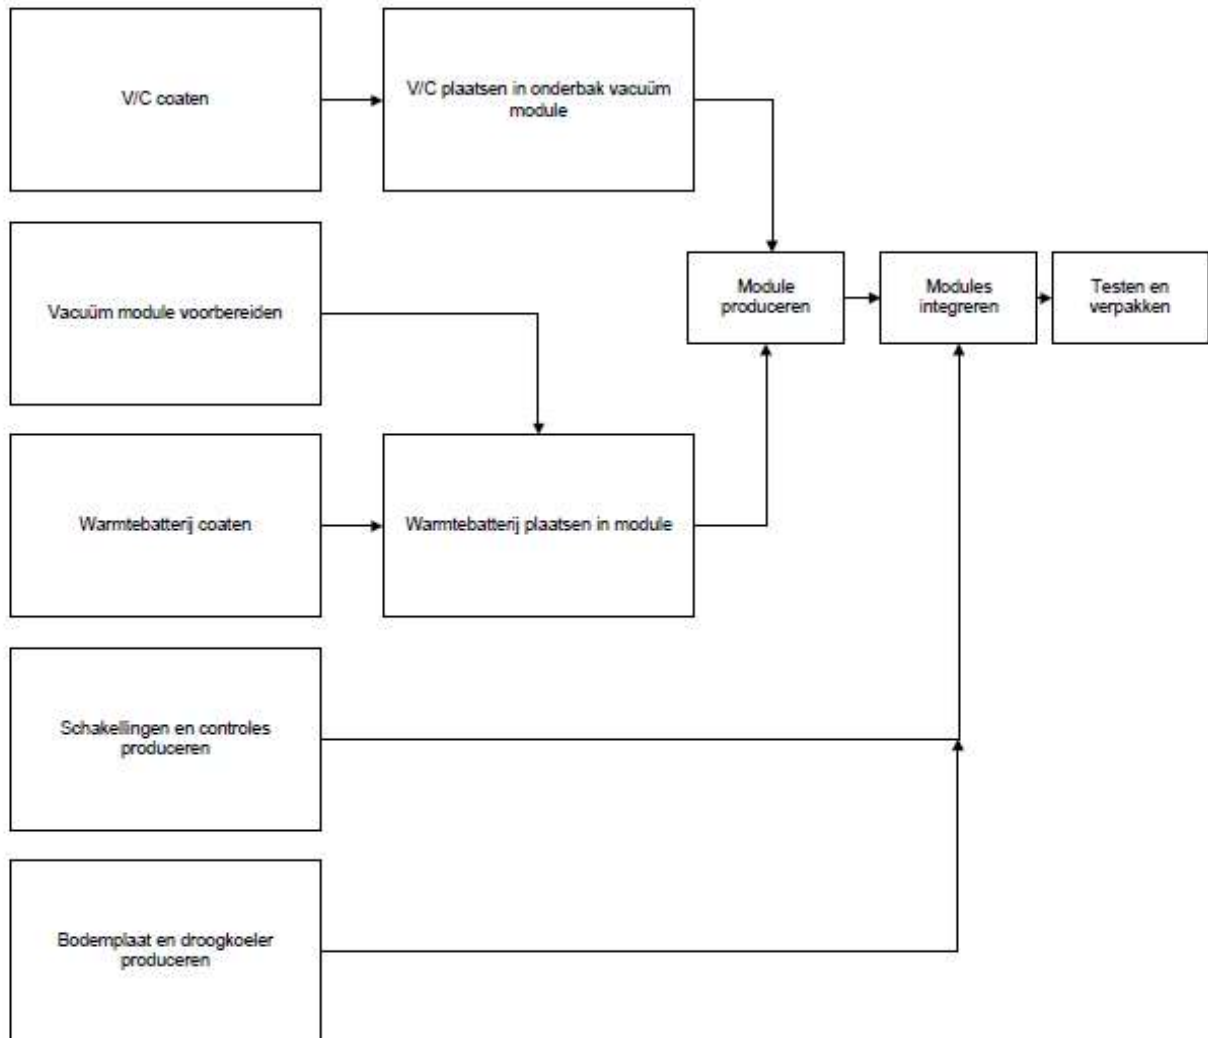 V/C coaten
V/C plaatsen in onderbak vacuüm
module
Vacuüm module voorbereiden
Module
produceren
Modules
integreren
Testen en
verpakken
Warmtebatterij coaten
Warmtebatterij plaatsen in module
Schakellingen en controles
produceren
Bodemplaat en droogkoeler
produceren